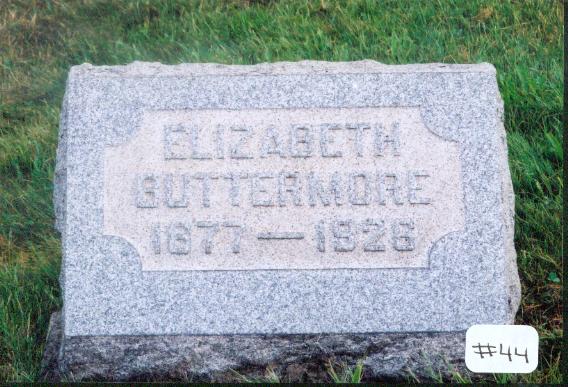 ELIZABETH
BUTTERMORE
1877 — 1926
#44